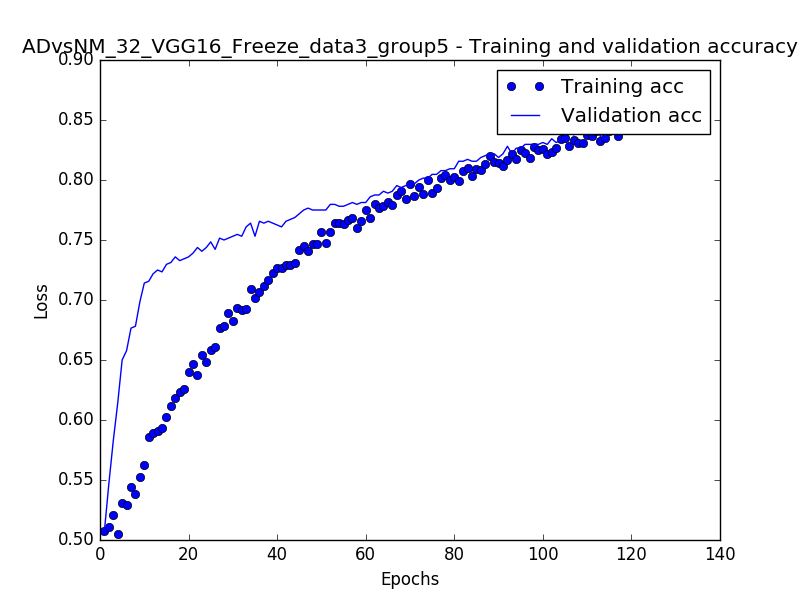 ADvsNM_32_VGG16_Freeze_data3_group5 - Training and validation accuracy
0.90
0.85
0.80
0.75
0.70
0.65
0.60
0.55
0.50
Loss
Training acc
Validation acc
0 20 40 60 80 100 120 140
Epochs